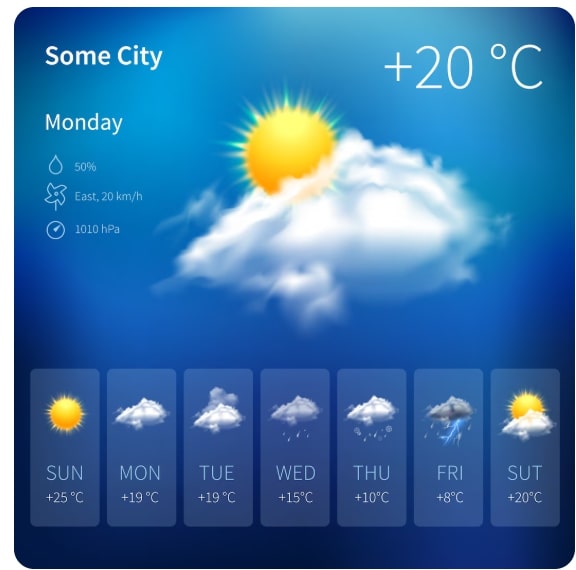 Some City
+20 °C
Monday
50%
East, 20 km/h
1010 hPa
SUN MON TUE WED THU FRI SUT
+25 °C +19 °C +19 °C +15°C +10°C +8°C +20°C